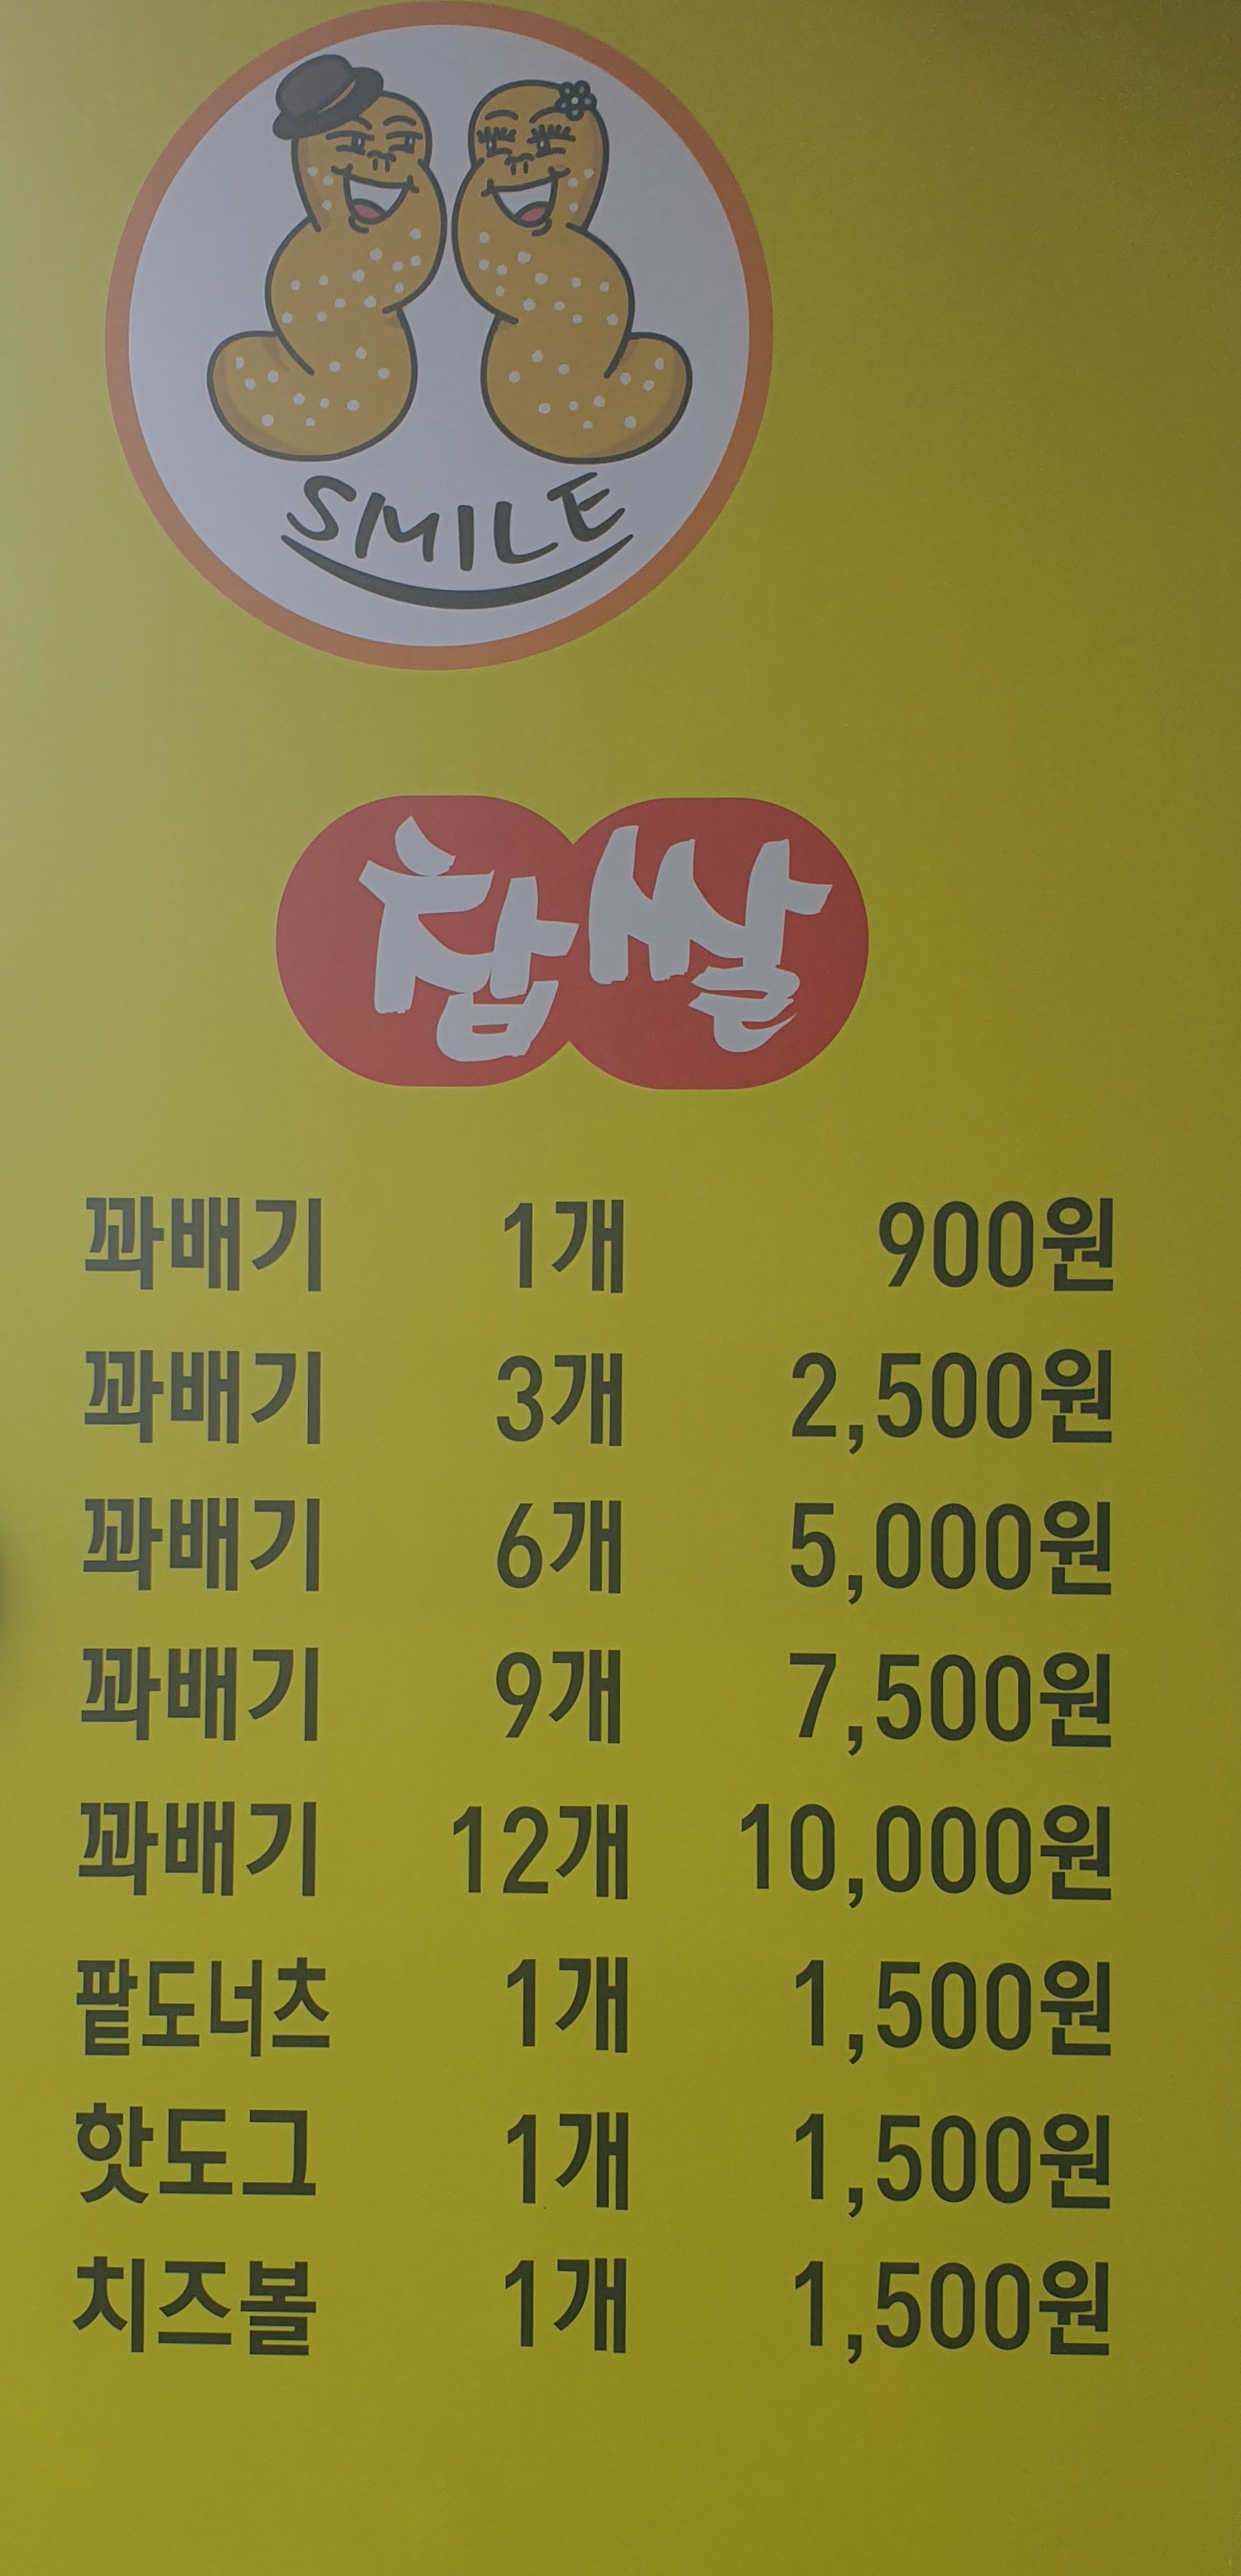 SMILE
찹쌀
꽈배기 1개 900원
꽈배기 3개 2,500원
꽈배기 6개 5,000원
꽈배기 9개 7,500원
꽈배기 12개 10,000원
팥도너츠 1개 1,500원
핫도그 1개 1,500원
치즈볼 1개 1,500원